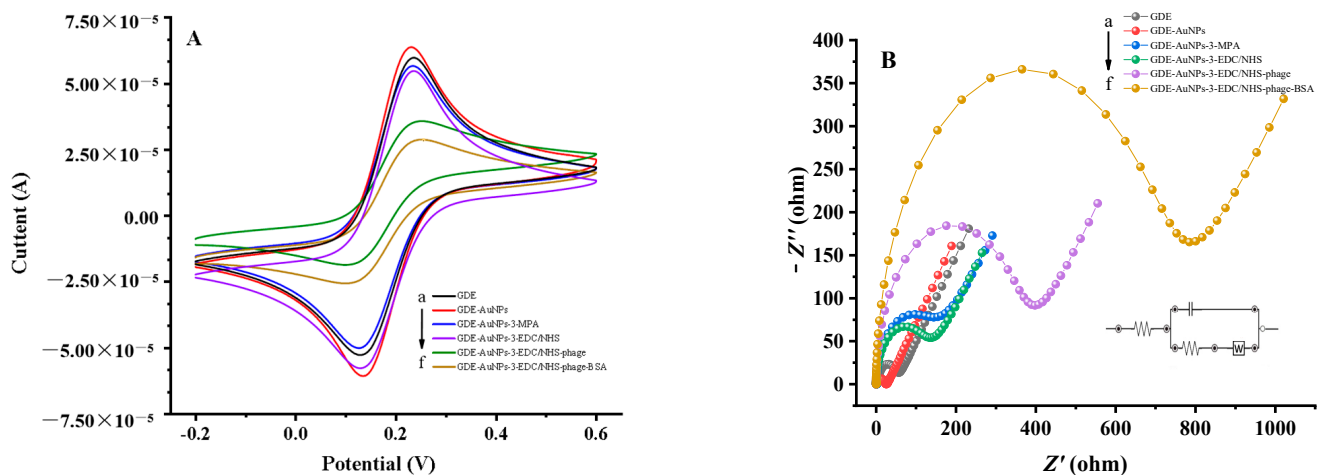 A
7.50×10⁻⁵
5.00×10⁻⁵
2.50×10⁻⁵
0.00
−2.50×10⁻⁵
−5.00×10⁻⁵
−7.50×10⁻⁵
Cuttent (A)
-0.2
0.0
0.2
0.4
0.6
Potential (V)
a
f
GDE
GDE-AuNPs
GDE-AuNPs-3-MPA
GDE-AuNPs-3-EDC/NHS
GDE-AuNPs-3-EDC/NHS-phage
GDE-AuNPs-3-EDC/NHS-phage-BSA
B
400
350
300
250
200
150
100
50
0
- Z'' (ohm)
0
200
400
600
800
1000
Z' (ohm)
a
f
GDE
GDE-AuNPs
GDE-AuNPs-3-MPA
GDE-AuNPs-3-EDC/NHS
GDE-AuNPs-3-EDC/NHS-phage
GDE-AuNPs-3-EDC/NHS-phage-BSA
W